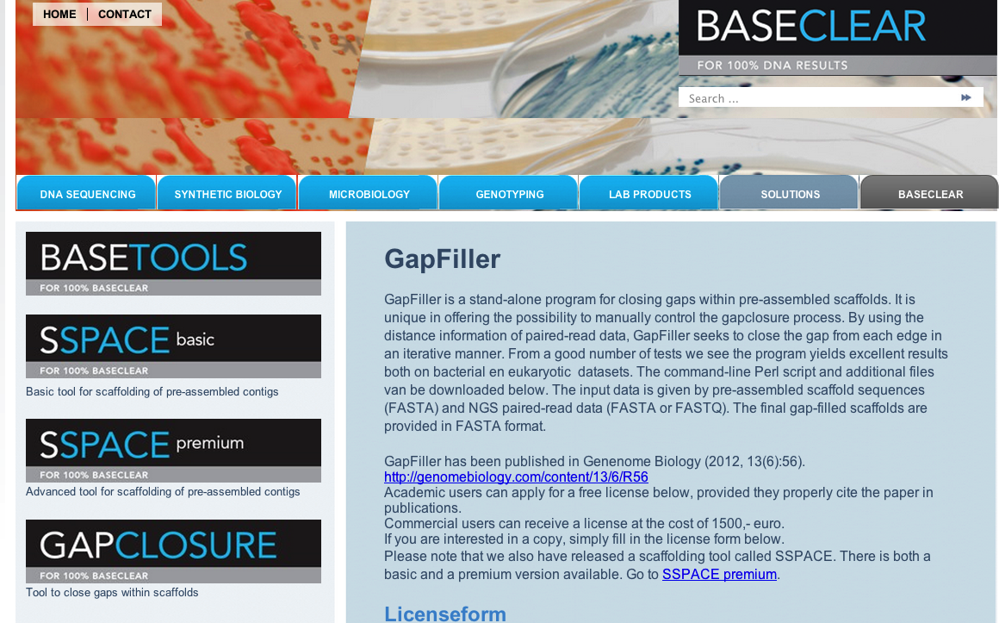 HOME | CONTACT
BASECLEAR
FOR 100% DNA RESULTS
Search ...
DNA SEQUENCING
SYNTHETIC BIOLOGY
MICROBIOLOGY
GENOTYPING
LAB PRODUCTS
SOLUTIONS
BASECLEAR
BASETOOLS
FOR 100% BASECLEAR
SSPACE basic
FOR 100% BASECLEAR
Basic tool for scaffolding of pre-assembled contigs
SSPACE premium
FOR 100% BASECLEAR
Advanced tool for scaffolding of pre-assembled contigs
GAPCLOSURE
FOR 100% BASECLEAR
Tool to close gaps within scaffolds
GapFiller
GapFiller is a stand-alone program for closing gaps within pre-assembled scaffolds. It is
unique in offering the possibility to manually control the gapclosure process. By using the
distance information of paired-read data, GapFiller seeks to close the gap from each edge in
an iterative manner. From a good number of tests we see the program yields excellent results
both on bacterial en eukaryotic  datasets. The command-line Perl script and additional files
van be downloaded below. The input data is given by pre-assembled scaffold sequences
(FASTA) and NGS paired-read data (FASTA or FASTQ). The final gap-filled scaffolds are
provided in FASTA format.
GapFiller has been published in Genenome Biology (2012, 13(6):56).
http://genomebiology.com/content/13/6/R56
Academic users can apply for a free license below, provided they properly cite the paper in
publications.
Commercial users can receive a license at the cost of 1500,- euro.
If you are interested in a copy, simply fill in the license form below.
Please note that we also have released a scaffolding tool called SSPACE. There is both a
basic and a premium version available. Go to SSPACE premium.
Licenseform